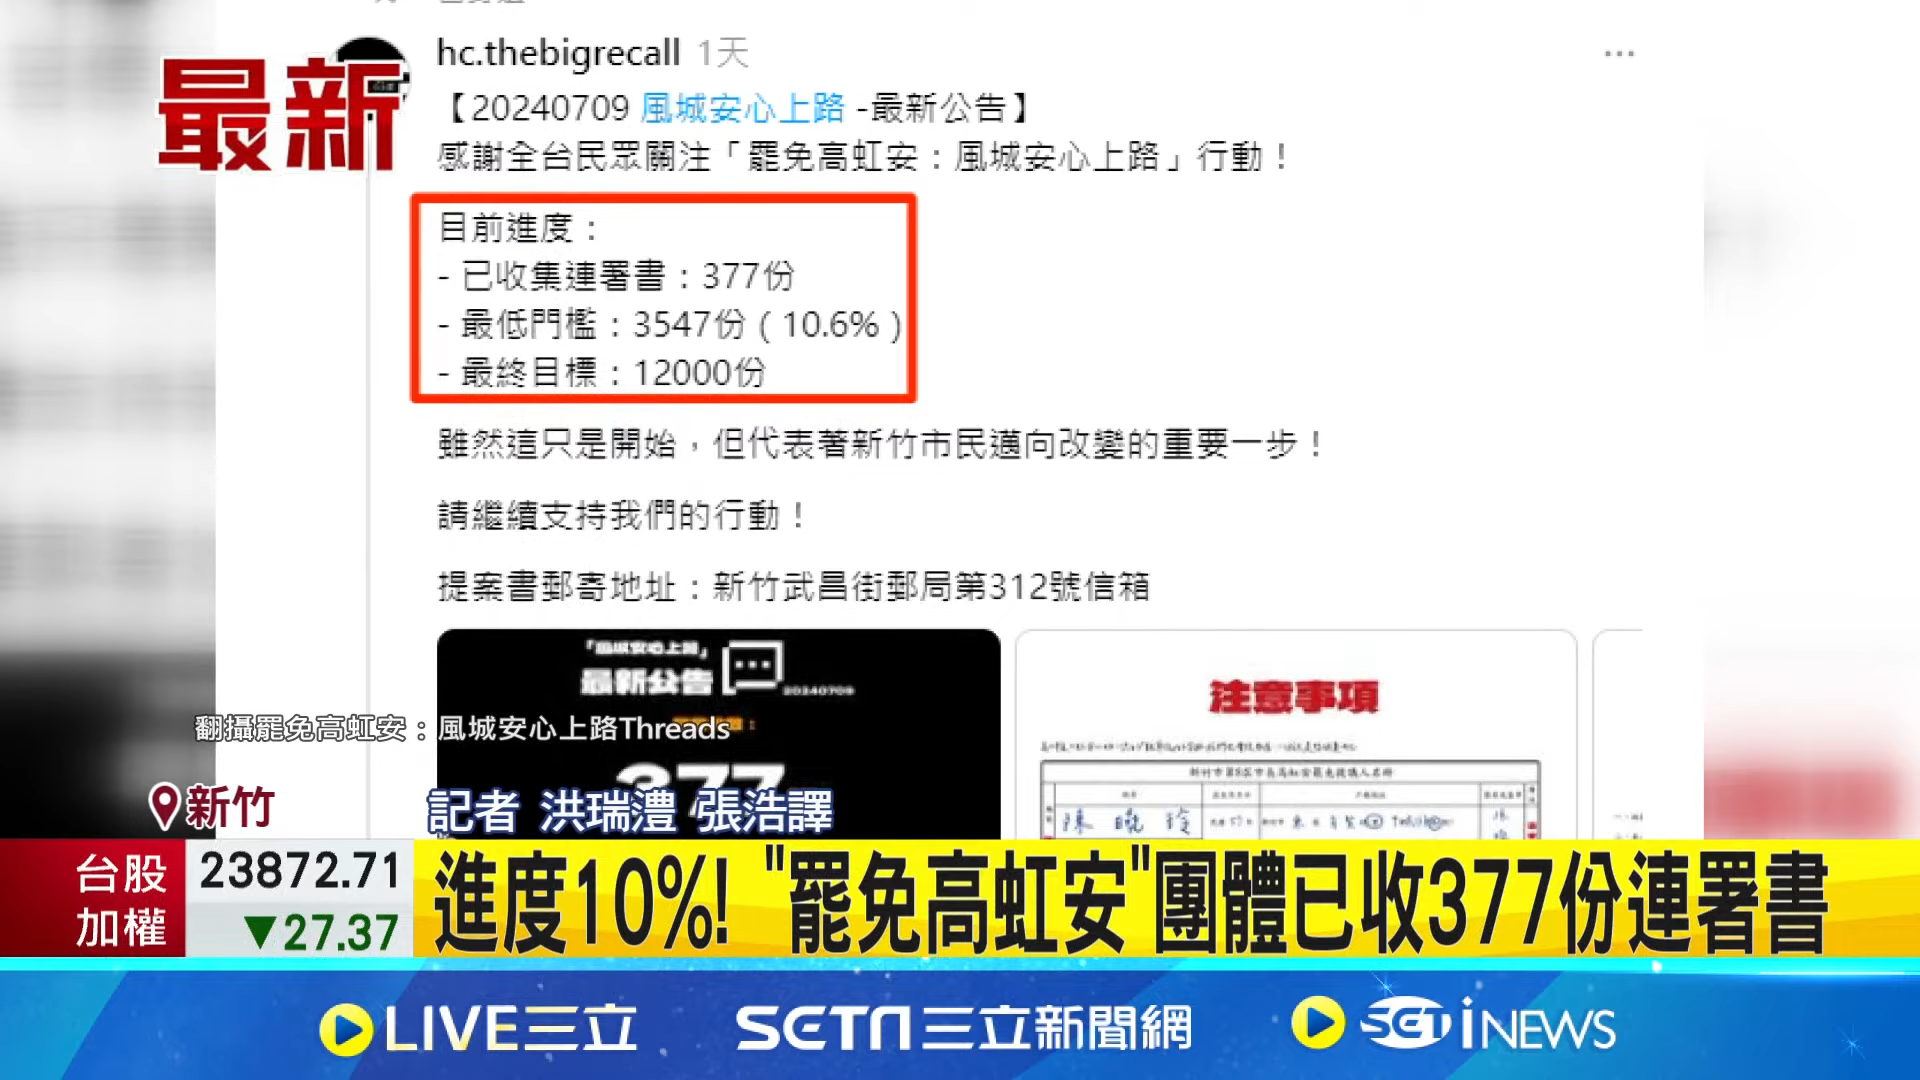 最新
hc.thebigrecall 1天
【20240709 風城安心上路 -最新公告】
感謝全台民眾關注「罷免高虹安：風城安心上路」行動！
目前進度：
- 已收集連署書：377份
- 最低門檻：3547份（10.6%）
- 最終目標：12000份
雖然這只是開始，但代表著新竹市民邁向改變的重要一步！
請繼續支持我們的行動！
提案書郵寄地址：新竹武昌街郵局第312號信箱
「風城安心上路」
最新公告
20240709
377
注意事項
翻攝罷免高虹安：風城安心上路Threads
新竹
記者 洪瑞澧 張浩譯
台股
加權
23872.71
▼27.37
進度10%! "罷免高虹安"團體已收377份連署書
LIVE三立
SETN三立新聞網
SETiNEWS